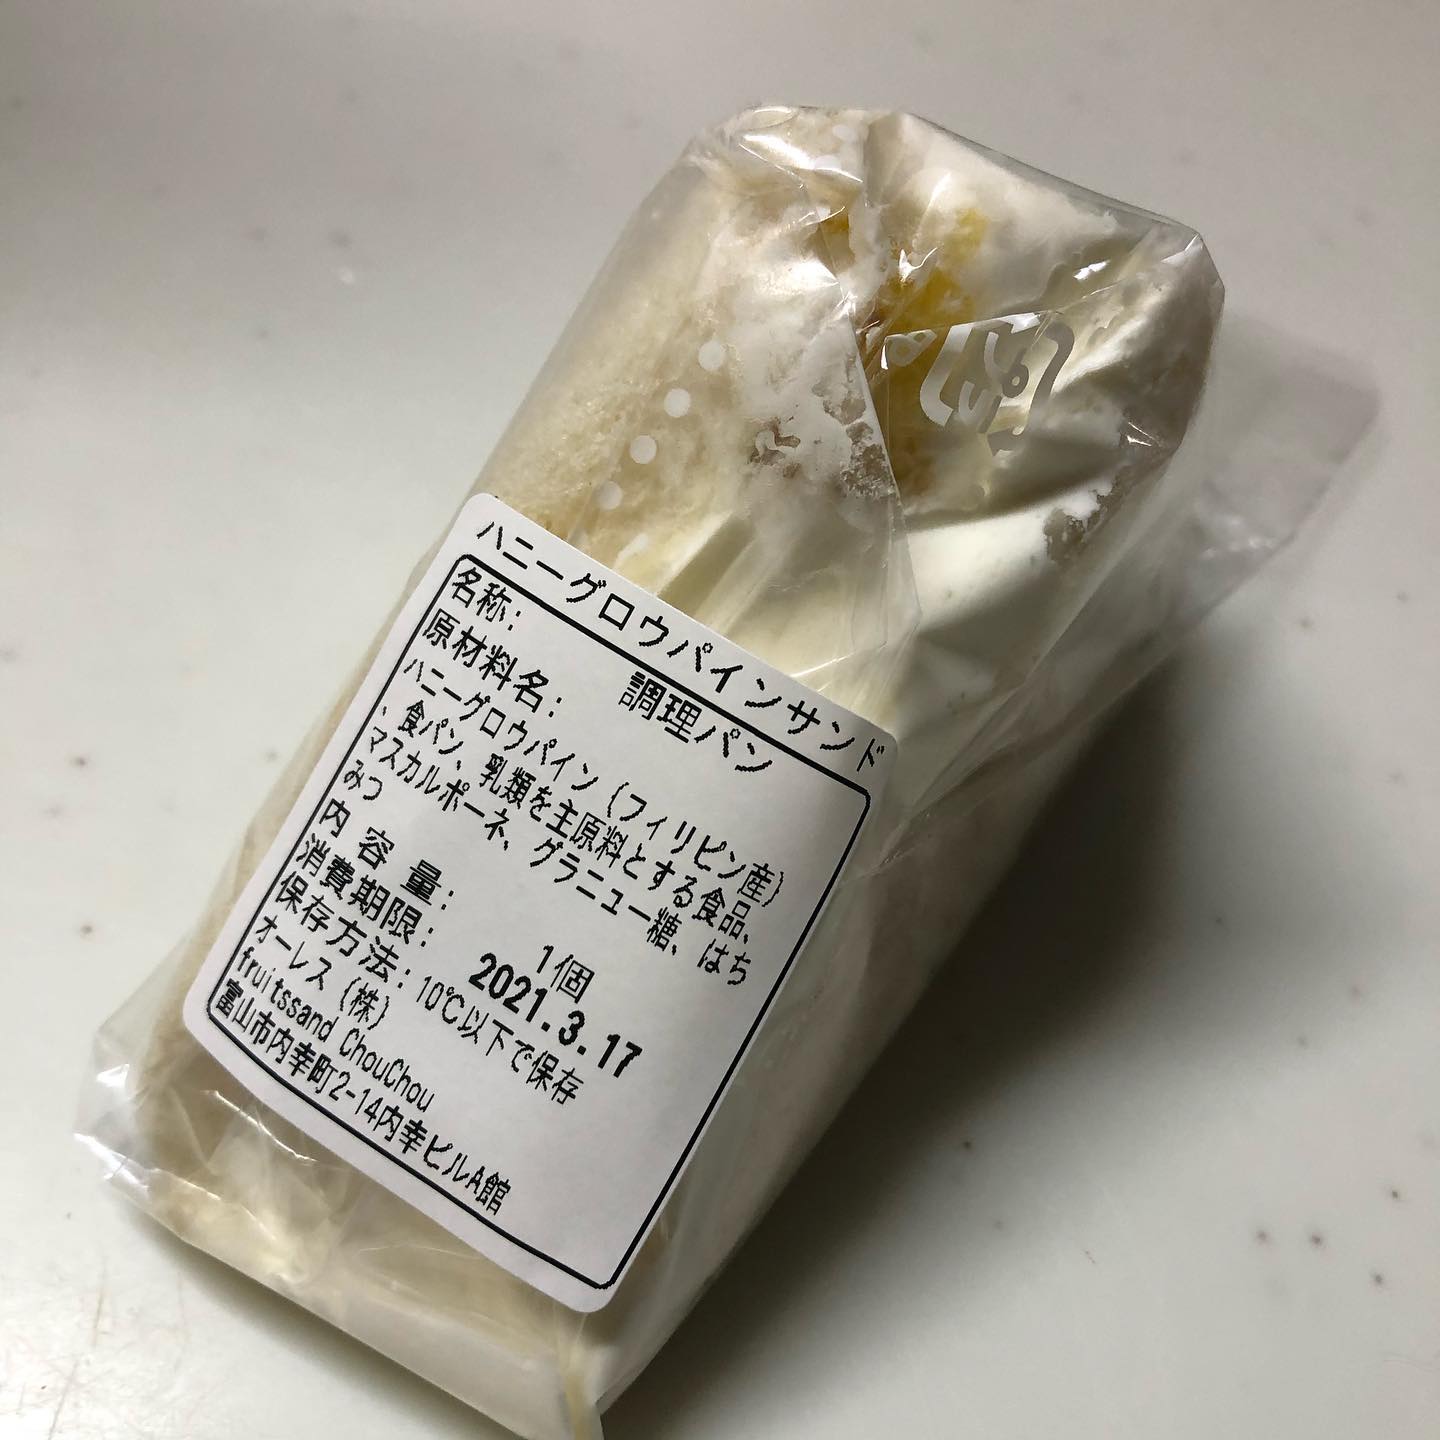 ハニーグロウパインサンド
名称: 調理パン
原材料名:
ハニーグロウパイン(フィリピン産)
、食パン、乳類を主原料とする食品、
マスカルポーネ、グラニュー糖、はち
みつ
内容量: 1個
消費期限: 2021.3.17
保存方法:10℃以下で保存
オーレス(株)
fruitssand ChouChou
富山市内幸町2-14内幸ビルA館